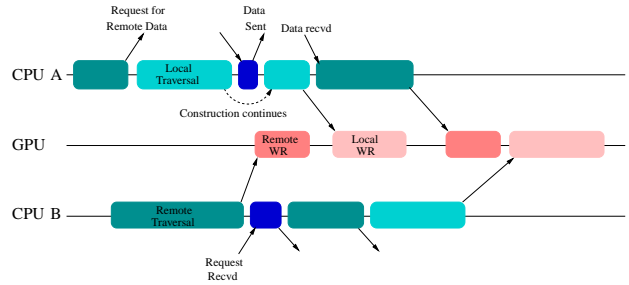 Request for
Remote Data
Data
Sent
Data recvd
CPU A
Local
Traversal
Construction continues
GPU
Remote
WR
Local
WR
CPU B
Remote
Traversal
Request
Recvd